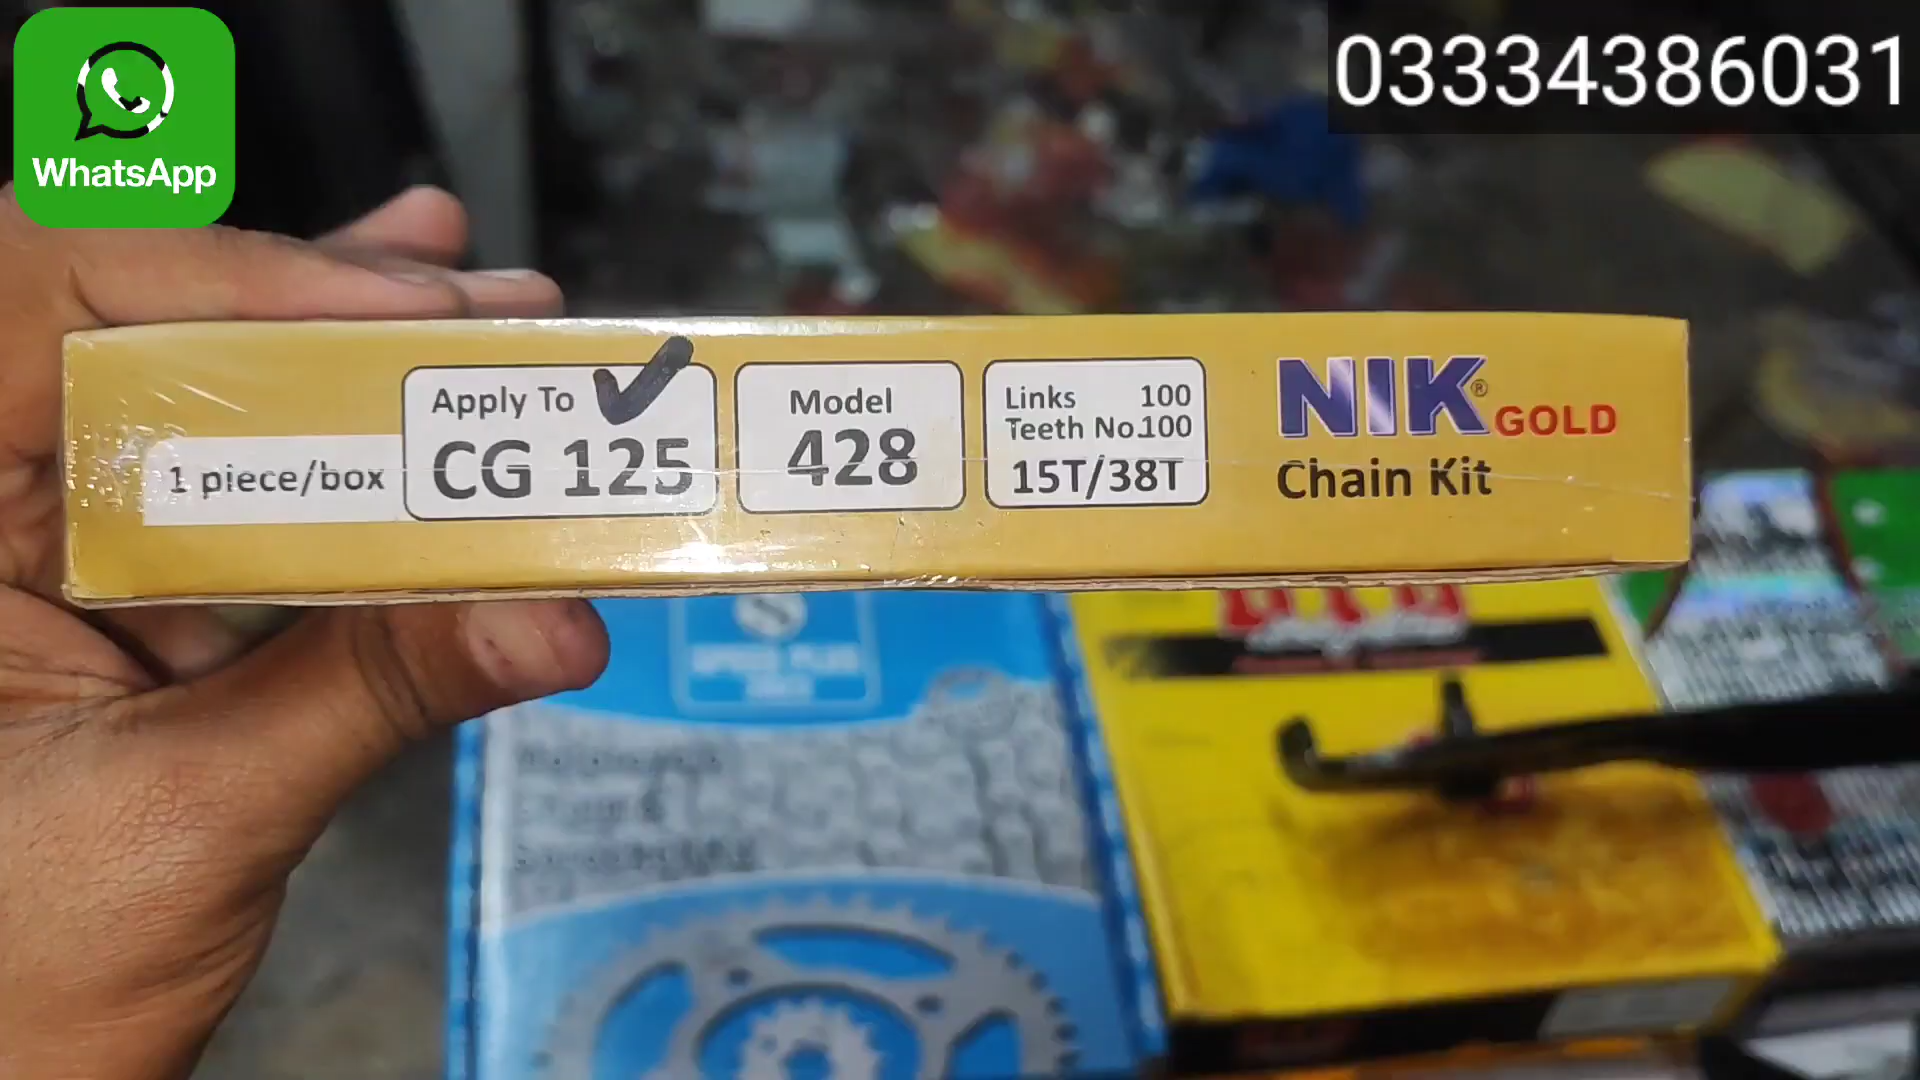 WhatsApp
03334386031
1 piece/box
Apply To
CG 125
Model
428
Links 100
Teeth No.100
15T/38T
NIK® GOLD
Chain Kit